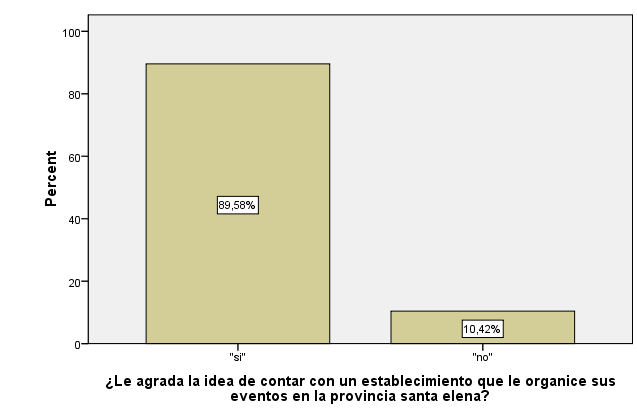 100
80
60
40
20
0
Percent
89,58%
10,42%
"si"
"no"
¿Le agrada la idea de contar con un establecimiento que le organice sus
eventos en la provincia santa elena?